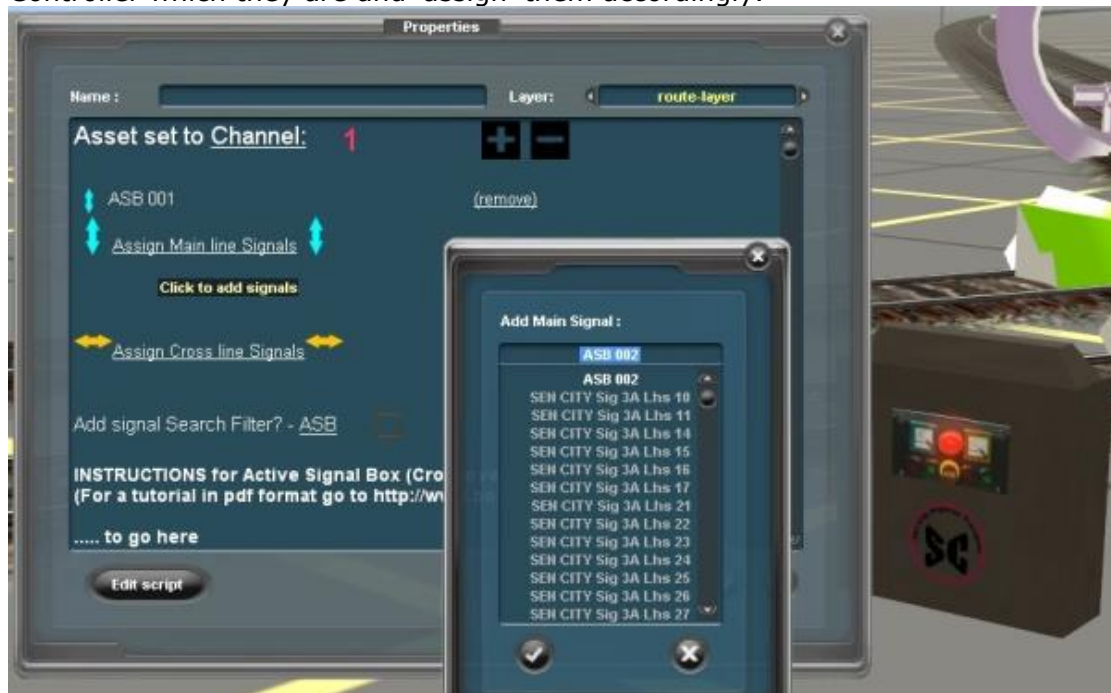 Controller which they are and 'assign' them accordingly.
Properties
Name : Layer: route-layer
Asset set to Channel: 1
ASB 001 (remove)
Assign Main line Signals
Click to add signals
Assign Cross line Signals
Add signal Search Filter? - ASB
INSTRUCTIONS for Active Signal Box
(For a tutorial in pdf format go to
..... to go here
Edit script
Add Main Signal :
ASB 002
ASB 002
SEN CITY Sig 3A Lhs 10
SEN CITY Sig 3A Lhs 11
SEN CITY Sig 3A Lhs 14
SEN CITY Sig 3A Lhs 15
SEN CITY Sig 3A Lhs 16
SEN CITY Sig 3A Lhs 17
SEN CITY Sig 3A Lhs 21
SEN CITY Sig 3A Lhs 22
SEN CITY Sig 3A Lhs 23
SEN CITY Sig 3A Lhs 24
SEN CITY Sig 3A Lhs 25
SEN CITY Sig 3A Lhs 26
SEN CITY Sig 3A Lhs 27
SC